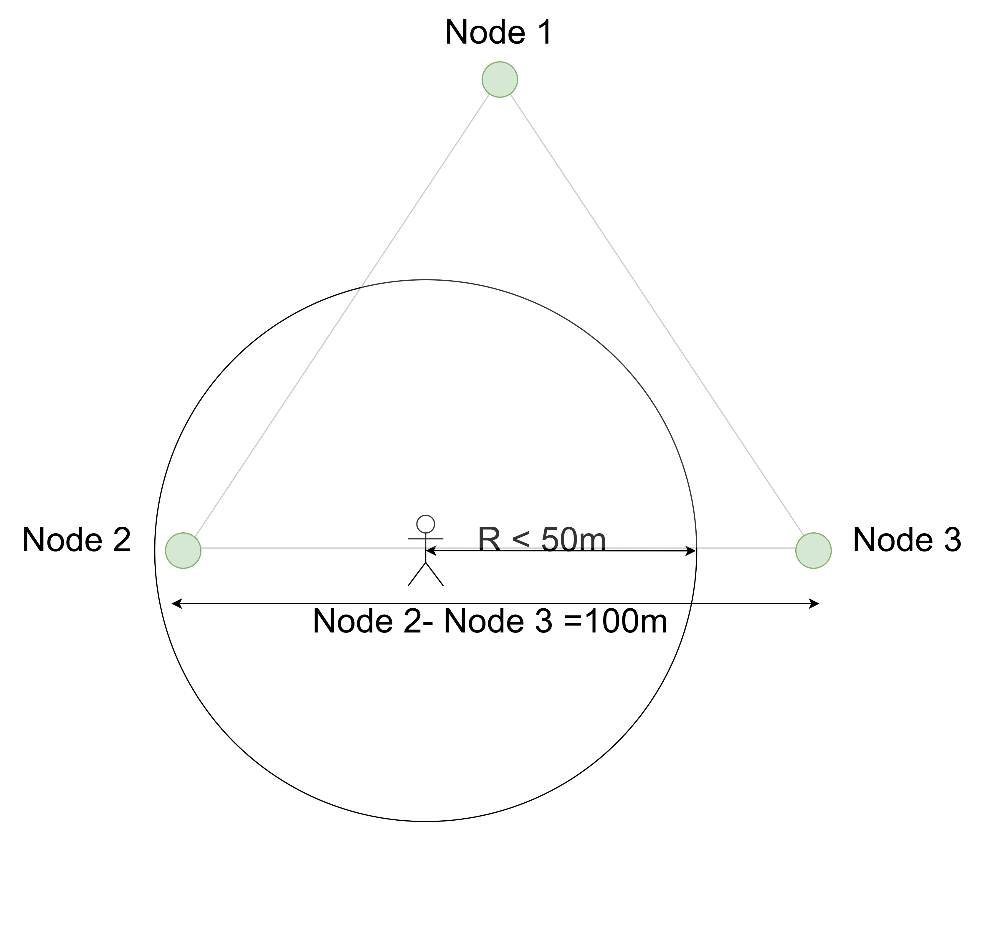 Node 1
Node 2
R < 50m
Node 3
Node 2- Node 3 =100m